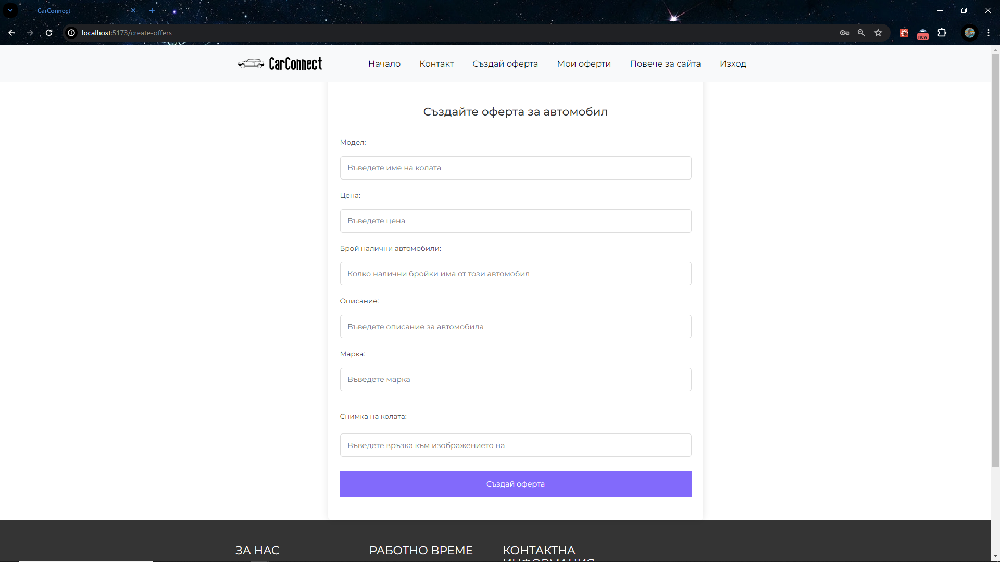 CarConnect
localhost:5173/create-offers
new
CarConnect
Начало
Контакт
Създай оферта
Мои оферти
Повече за сайта
Изход
Създайте оферта за автомобил
Модел:
Въведете име на колата
Цена:
Въведете цена
Брой налични автомобили:
Колко налични бройки има от този автомобил
Описание:
Въведете описание за автомобила
Марка:
Въведете марка
Снимка на колата:
Въведете връзка към изображението на
Създай оферта
ЗА НАС
РАБОТНО ВРЕМЕ
КОНТАКТНА
ИНФОРМАЦИЯ